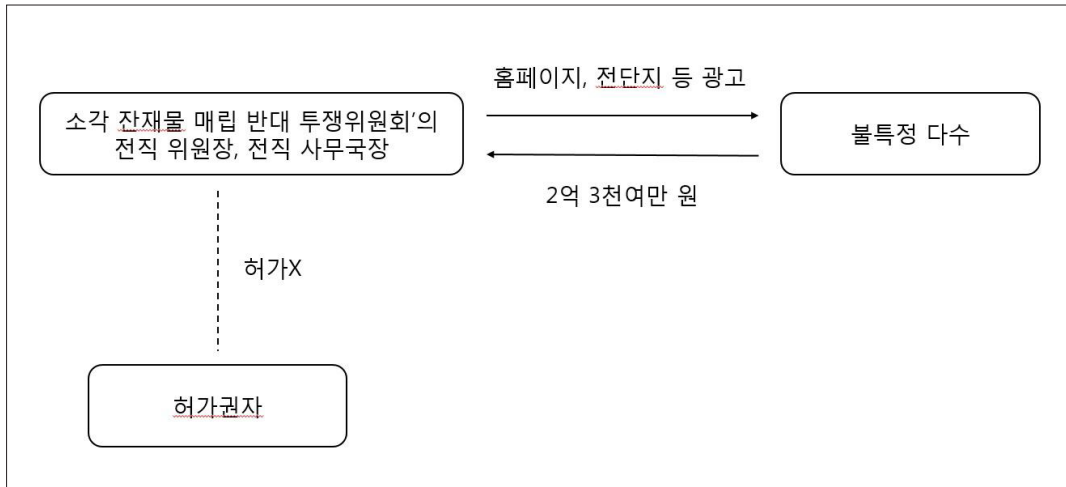 홈페이지, 전단지 등 광고
소각 잔재물 매립 반대 투쟁위원회’의
전직 위원장, 전직 사무국장
불특정 다수
2억 3천여만 원
허가X
허가권자